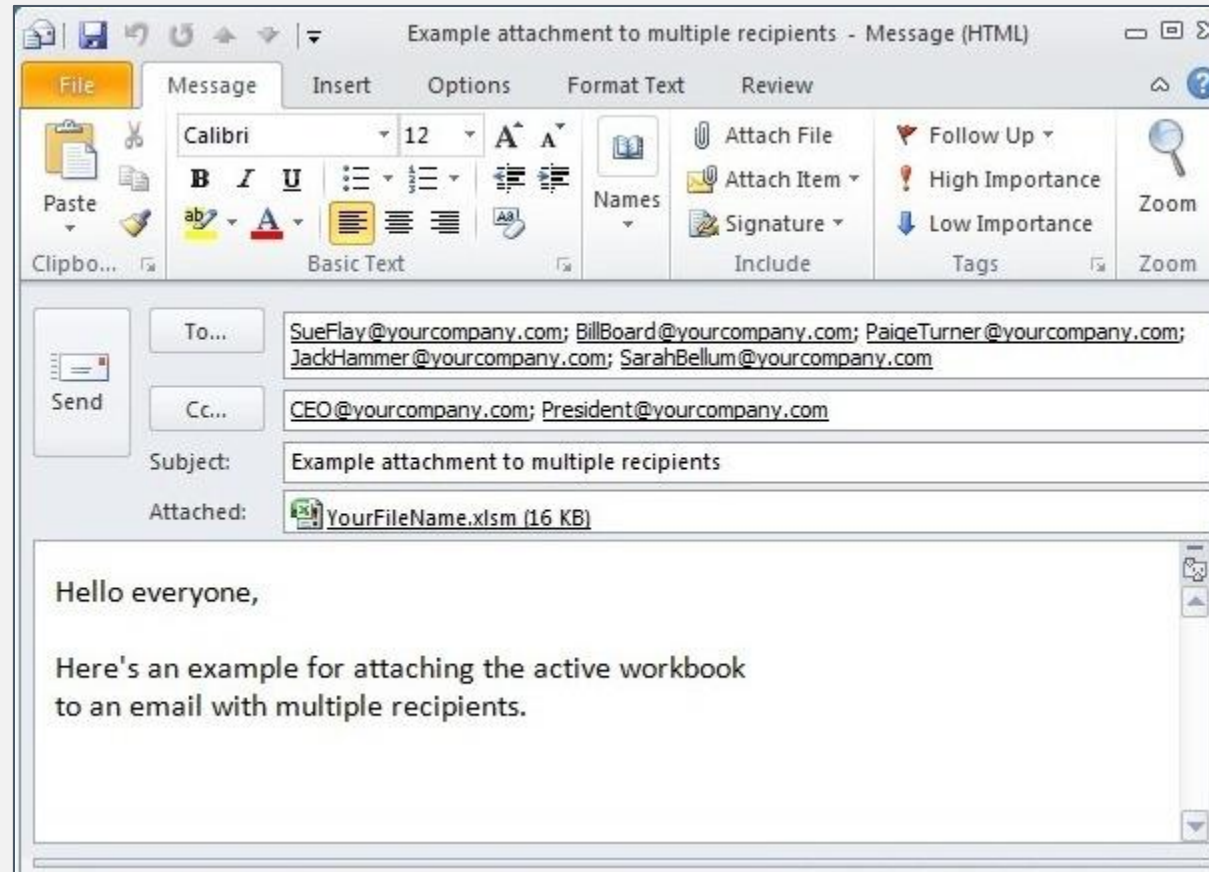 Example attachment to multiple recipients - Message (HTML)
File Message Insert Options Format Text Review
Paste
Clipbo...
Calibri 12 A A
B I U
ab A Aa
Basic Text
Names
Attach File
Attach Item
Signature
Include
Follow Up
High Importance
Low Importance
Tags
Zoom
Zoom
Send
To... SueFlay@yourcompany.com; BillBoard@yourcompany.com; PaigeTurner@yourcompany.com;
JackHammer@yourcompany.com; SarahBellum@yourcompany.com
Cc... CEO@yourcompany.com; President@yourcompany.com
Subject: Example attachment to multiple recipients
Attached: YourFileName.xlsm (16 KB)
Hello everyone,
Here's an example for attaching the active workbook
to an email with multiple recipients.